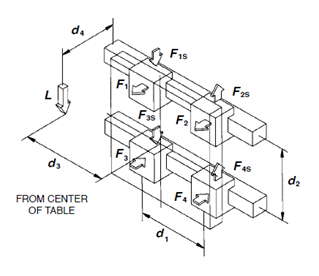 d4
F1S
F1
F2S
L
F2
F3S
d3
F3
F4S
d2
F4
FROM CENTER
OF TABLE
d1